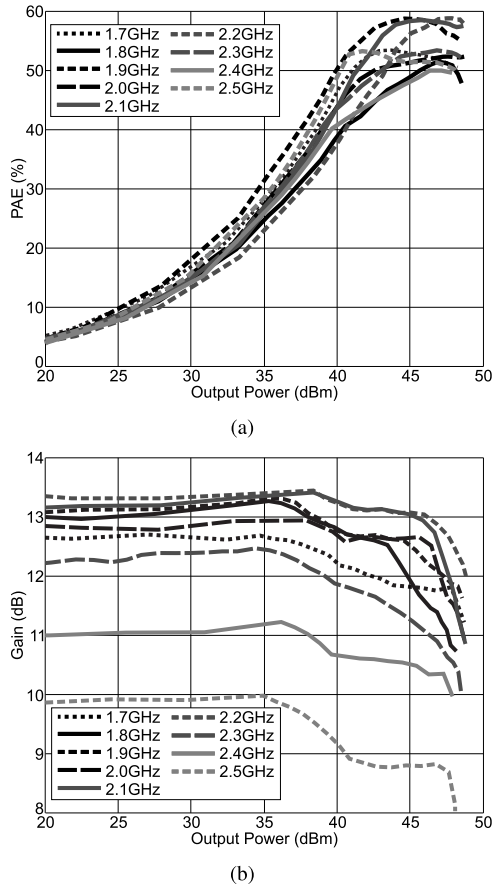 60
50
40
30
20
10
0
PAE (%)
1.7GHz 2.2GHz
1.8GHz 2.3GHz
1.9GHz 2.4GHz
2.0GHz 2.5GHz
2.1GHz
20 25 30 35 40 45 50
Output Power (dBm)
(a)
14
13
12
11
10
9
8
Gain (dB)
1.7GHz 2.2GHz
1.8GHz 2.3GHz
1.9GHz 2.4GHz
2.0GHz 2.5GHz
2.1GHz
20 25 30 35 40 45 50
Output Power (dBm)
(b)